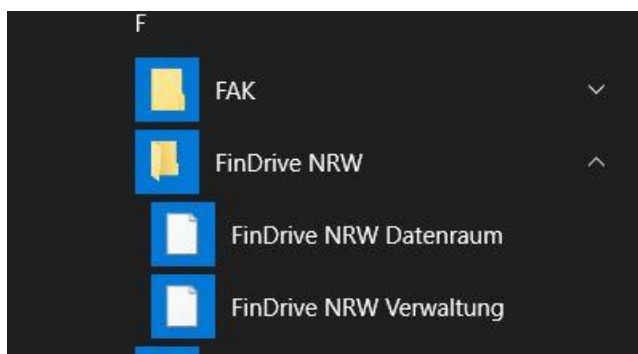 F
FAK
FinDrive NRW
FinDrive NRW Datenraum
FinDrive NRW Verwaltung